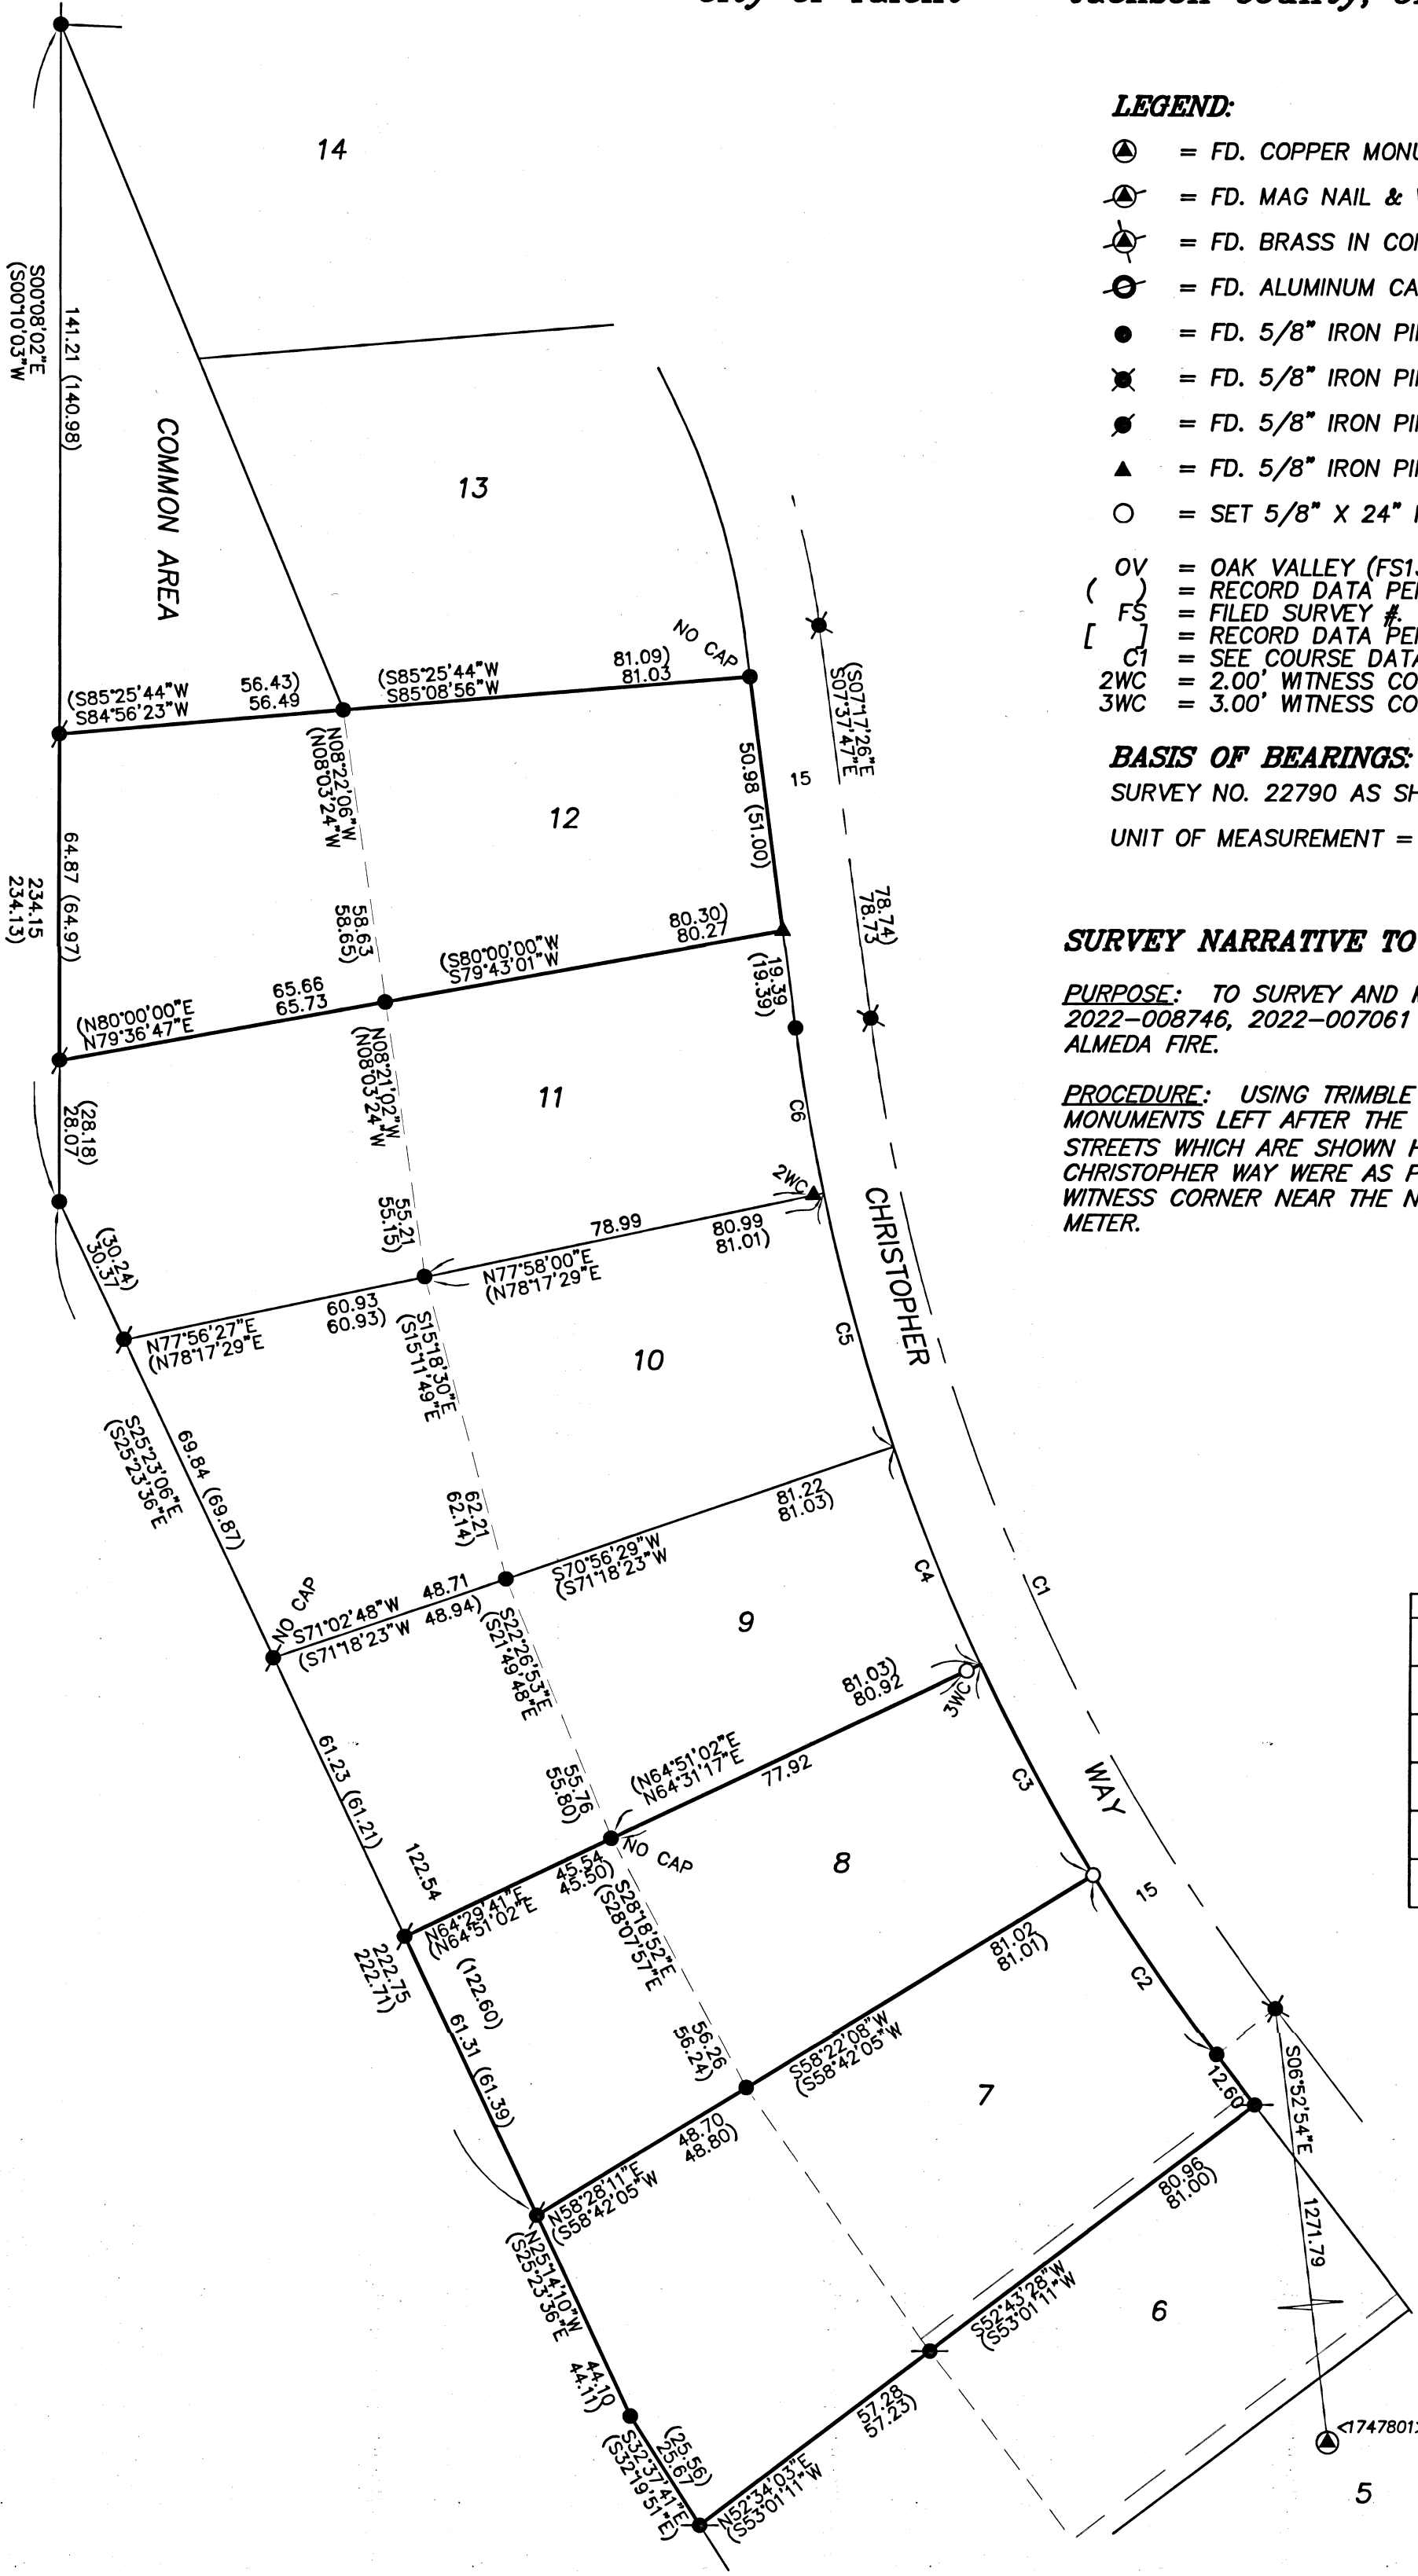 LEGEND:
= FD. COPPER MONU
= FD. MAG NAIL &
= FD. BRASS IN CO
= FD. ALUMINUM CA
= FD. 5/8" IRON PI
= FD. 5/8" IRON PI
= FD. 5/8" IRON PI
= FD. 5/8" IRON PI
= SET 5/8" X 24"
OV = OAK VALLEY (FS1
( ) = RECORD DATA PE
FS = FILED SURVEY #.
[ ] = RECORD DATA PE
C1 = SEE COURSE DATA
2WC = 2.00' WITNESS CO
3WC = 3.00' WITNESS CO
BASIS OF BEARINGS:
SURVEY NO. 22790 AS SH
UNIT OF MEASUREMENT =
SURVEY NARRATIVE TO
PURPOSE: TO SURVEY AND
2022-008746, 2022-007061
ALMEDA FIRE.
PROCEDURE: USING TRIMBLE
MONUMENTS LEFT AFTER THE
STREETS WHICH ARE SHOWN
CHRISTOPHER WAY WERE AS
WITNESS CORNER NEAR THE N
METER.
14
13
COMMON AREA
141.21 (140.98)
S00°08'02"E
(S00°10'03"W
(S85°25'44"W 56.43)
S84°56'23"W 56.49
(S85°25'44"W 81.09)
S85°08'56"W 81.03
NO CAP
(S07°17'26"E
S07°37'47"E
15
50.98 (51.00)
N08°22'06"W
(N08°03'24"W
12
64.87 (64.97)
234.15
234.13)
58.63
58.65)
78.74)
78.73
80.30)
80.27
(S80°00'00"W
S79°43'01"W
19.39
(19.39)
65.66
65.73
(N80°00'00"E
N79°36'47"E
N08°21'02"W
(N08°03'24"W
11
C6
(28.18)
28.07
2WC
CHRISTOPHER
55.21
55.15)
78.99
80.99
81.01)
N77°58'00"E
(N78°17'29"E
(30.24)
30.37
60.93
60.93)
N77°56'27"E
(N78°17'29"E
S15°18'30"E
(S15°11'49"E
10
C5
S25°23'06"E
(S25°23'36"E
69.84 (69.87)
62.21
62.14)
81.22
81.03)
S70°56'29"W
(S71°18'23"W
NO CAP
S71°02'48"W 48.71
(S71°18'23"W 48.94)
S22°26'53"E
(S21°49'48"E
9
C4
C1
81.03)
80.92
3WC
(N64°51'02"E
N64°31'17"E
77.92
61.23 (61.21)
55.76
55.80)
C3
WAY
NO CAP
8
122.54
45.54
45.50)
N64°29'41"E
(N64°51'02"E
S28°18'52"E
(S28°07'57"E
15
222.75
222.71)
(122.60)
81.02
81.01)
C2
61.31 (61.39)
56.26
56.24)
S58°22'08"W
(S58°42'05"W
7
12.60
S06°52'54"E
1271.79
48.70
48.80)
N58°28'11"E
(S58°42'05"W
80.96
81.00)
N25°14'10"W
(S25°23'36"E
S52°43'28"W
(S53°01'11"W
6
44.10
44.11)
57.28
57.23)
(25.56)
25.67
S32°37'41"E
(S32°19'51"E)
N52°34'03"E
(S53°01'11"W
<1747801
5